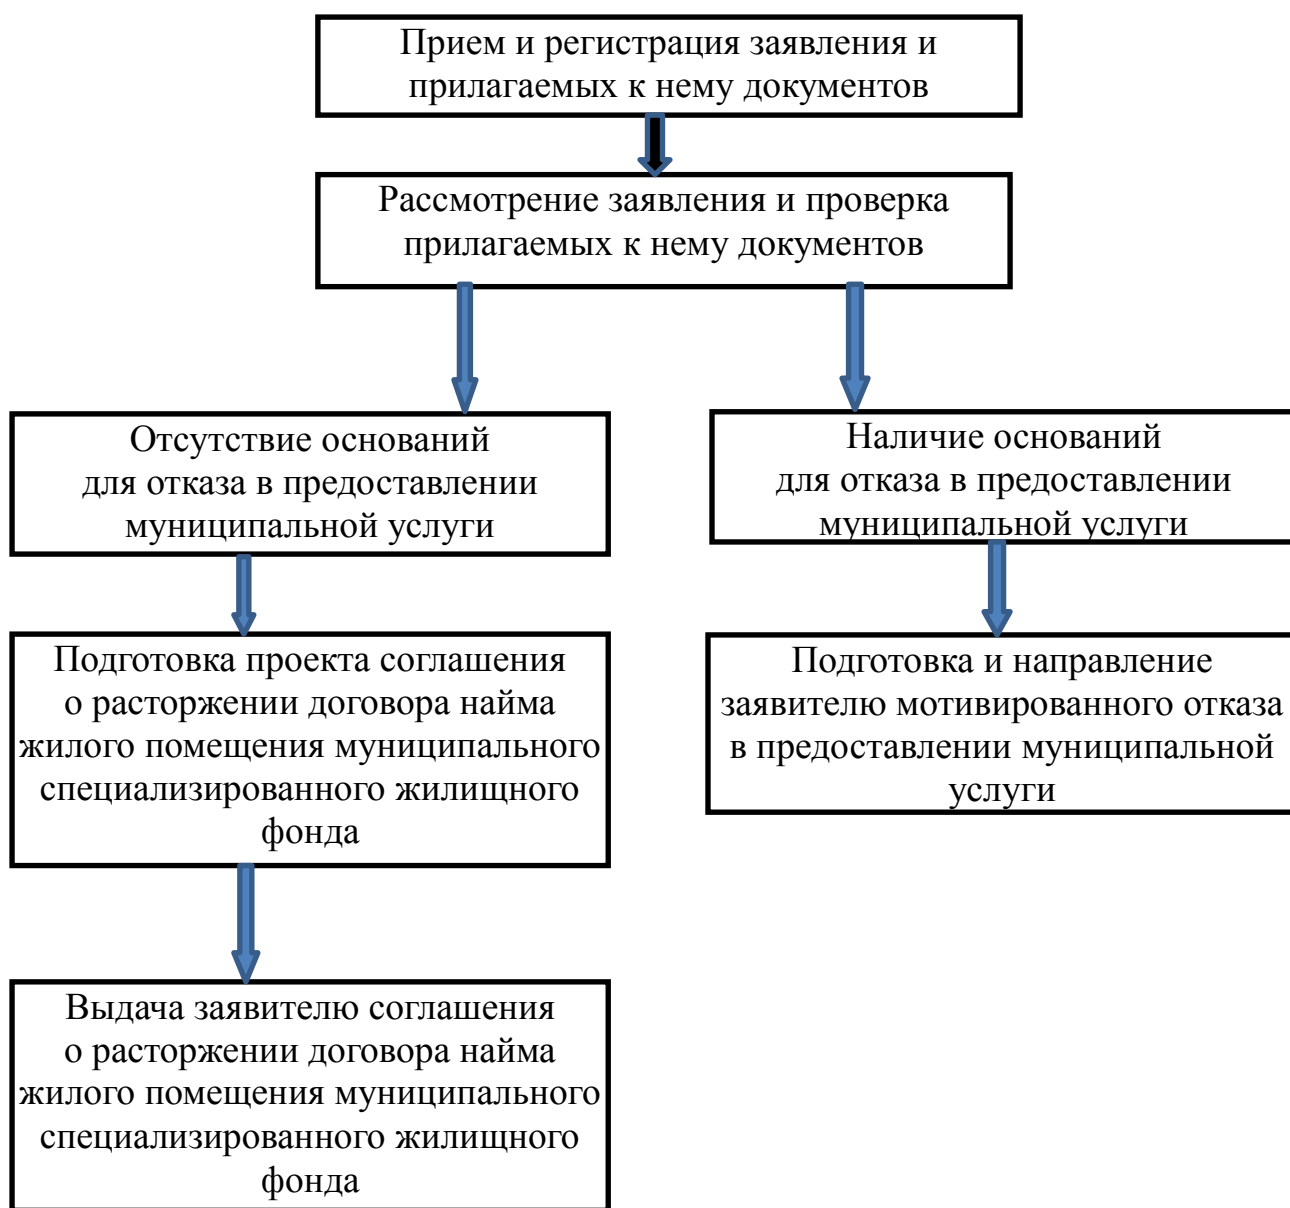 Прием и регистрация заявления и
прилагаемых к нему документов
Рассмотрение заявления и проверка
прилагаемых к нему документов
Отсутствие оснований
для отказа в предоставлении
муниципальной услуги
Наличие оснований
для отказа в предоставлении
муниципальной услуги
Подготовка проекта соглашения
о расторжении договора найма
жилого помещения муниципального
специализированного жилищного
фонда
Подготовка и направление
заявителю мотивированного отказа
в предоставлении муниципальной
услуги
Выдача заявителю соглашения
о расторжении договора найма
жилого помещения муниципального
специализированного жилищного
фонда